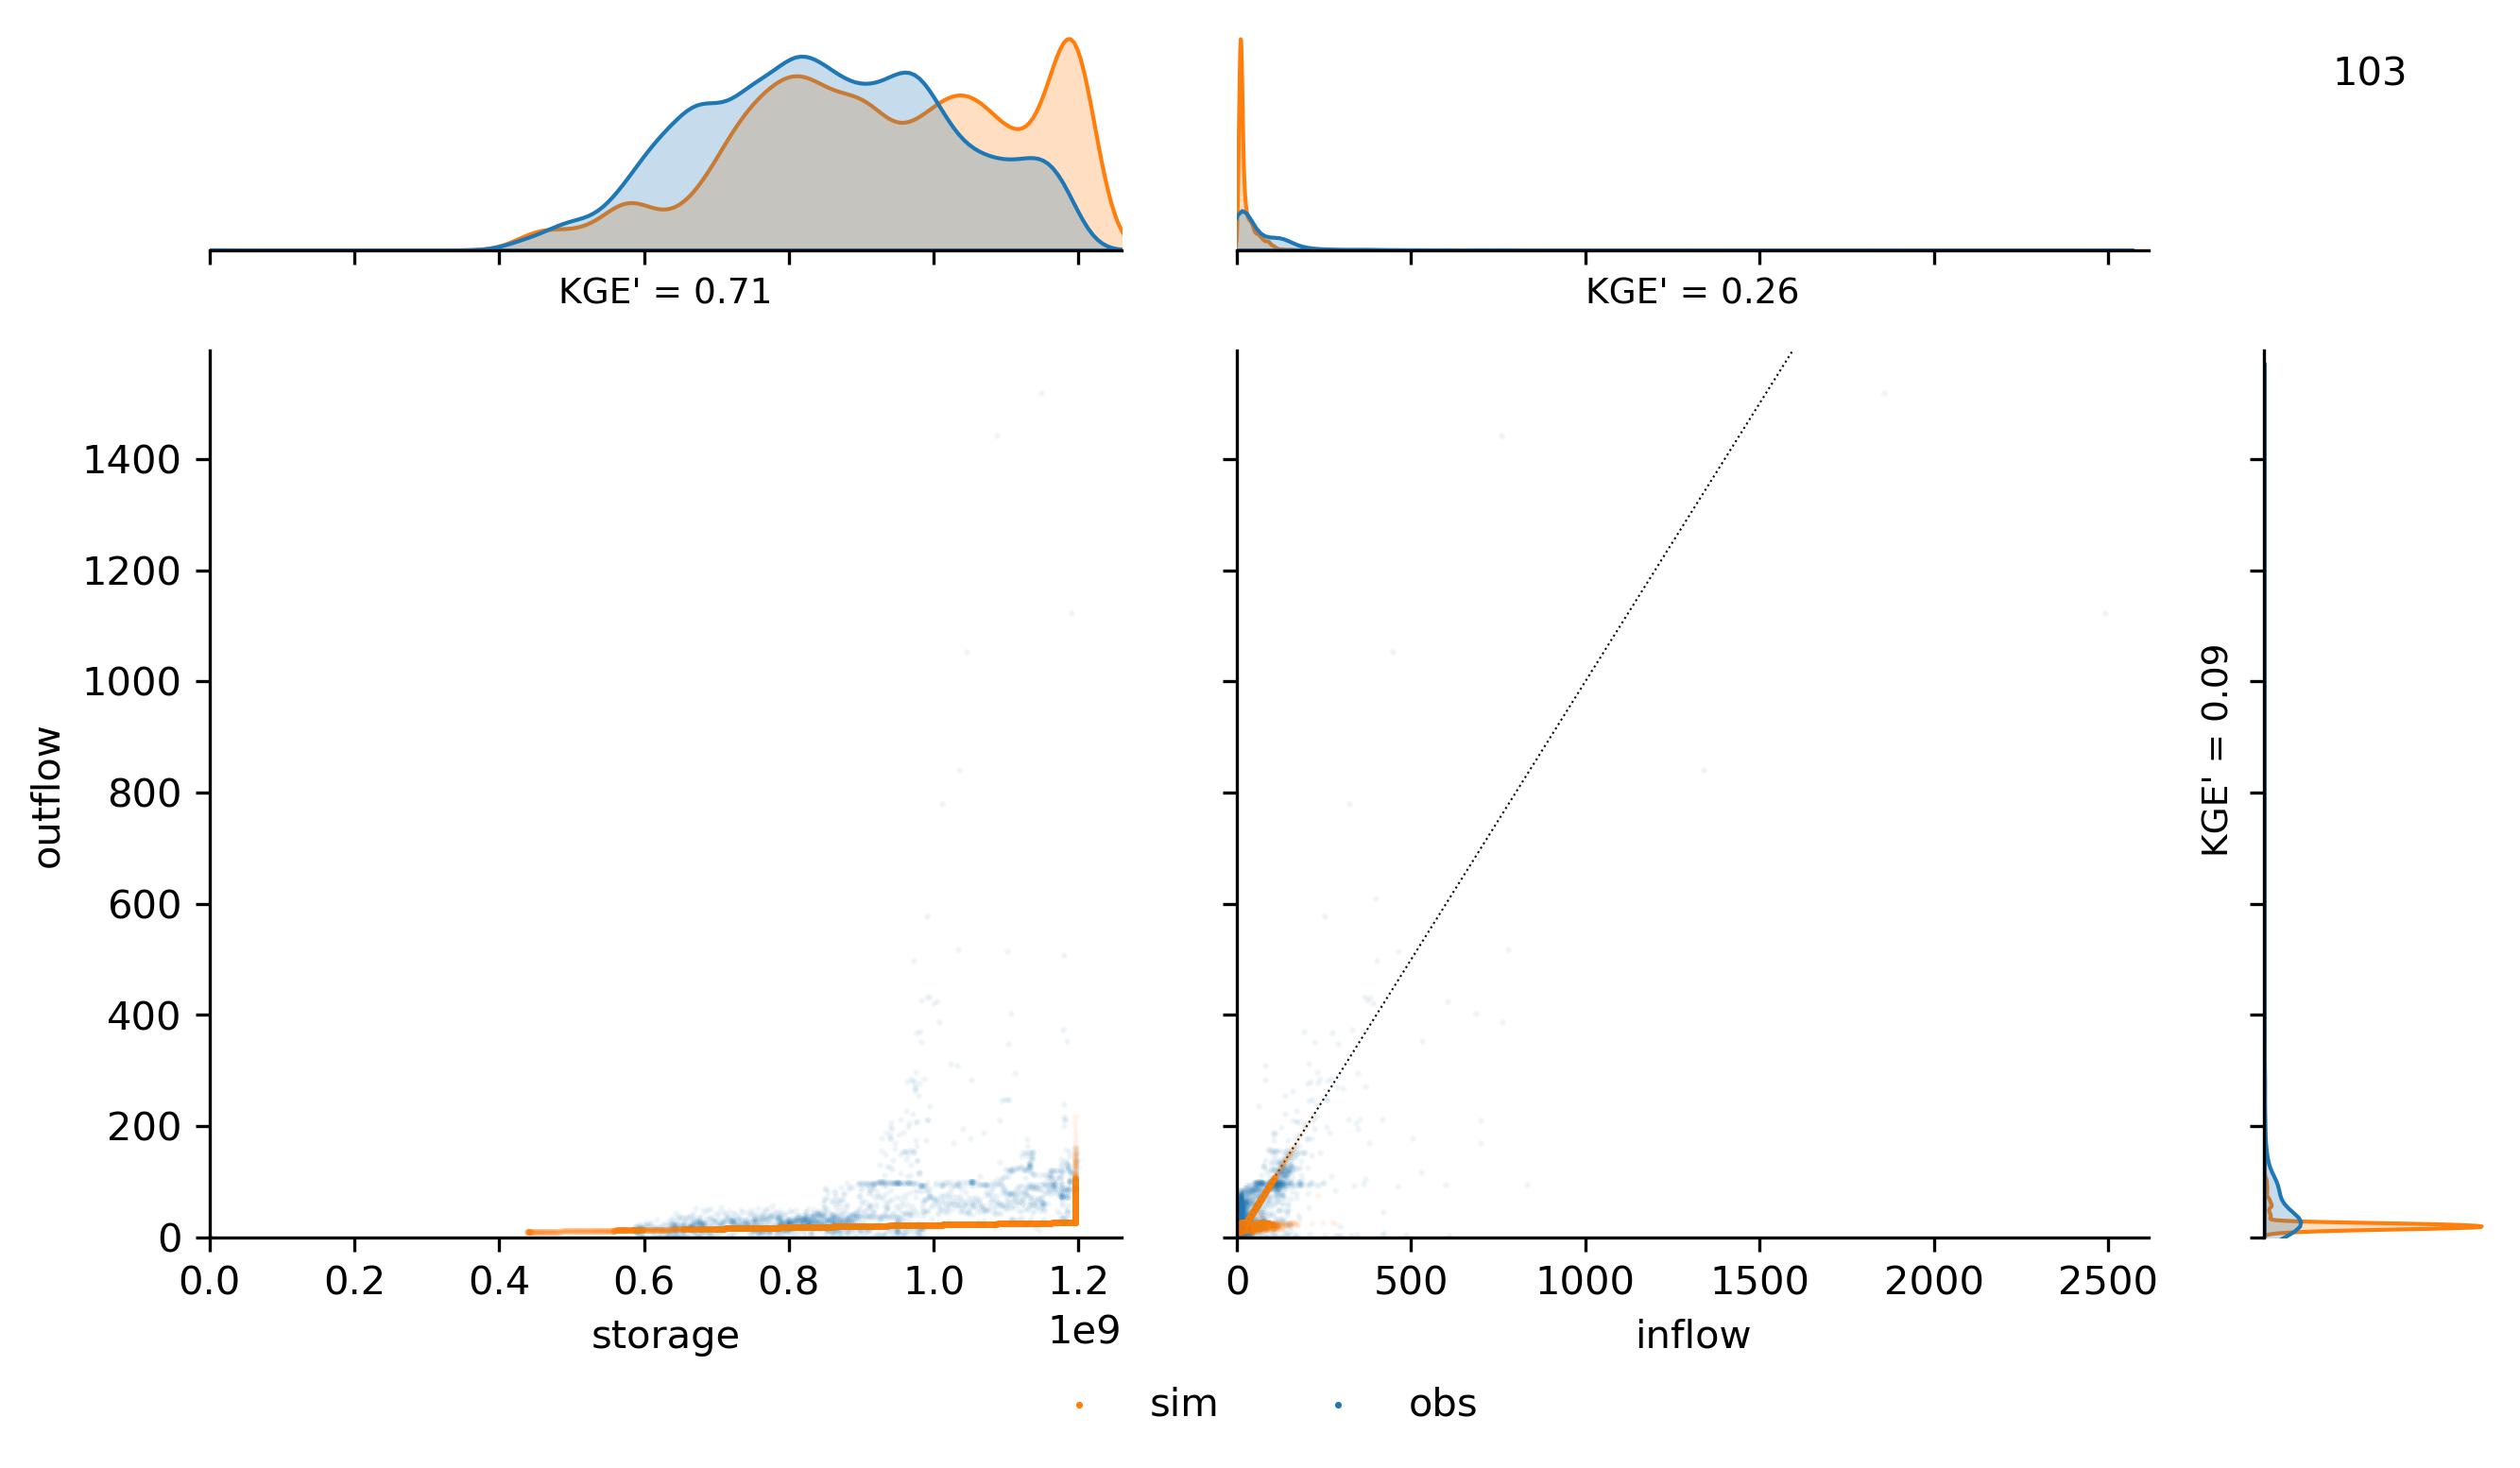 103
KGE' = 0.71
KGE' = 0.26
1400
1200
1000
800
600
400
200
0
outflow
KGE' = 0.09
0.0 0.2 0.4 0.6 0.8 1.0 1.2
0 500 1000 1500 2000 2500
1e9
storage
inflow
sim obs